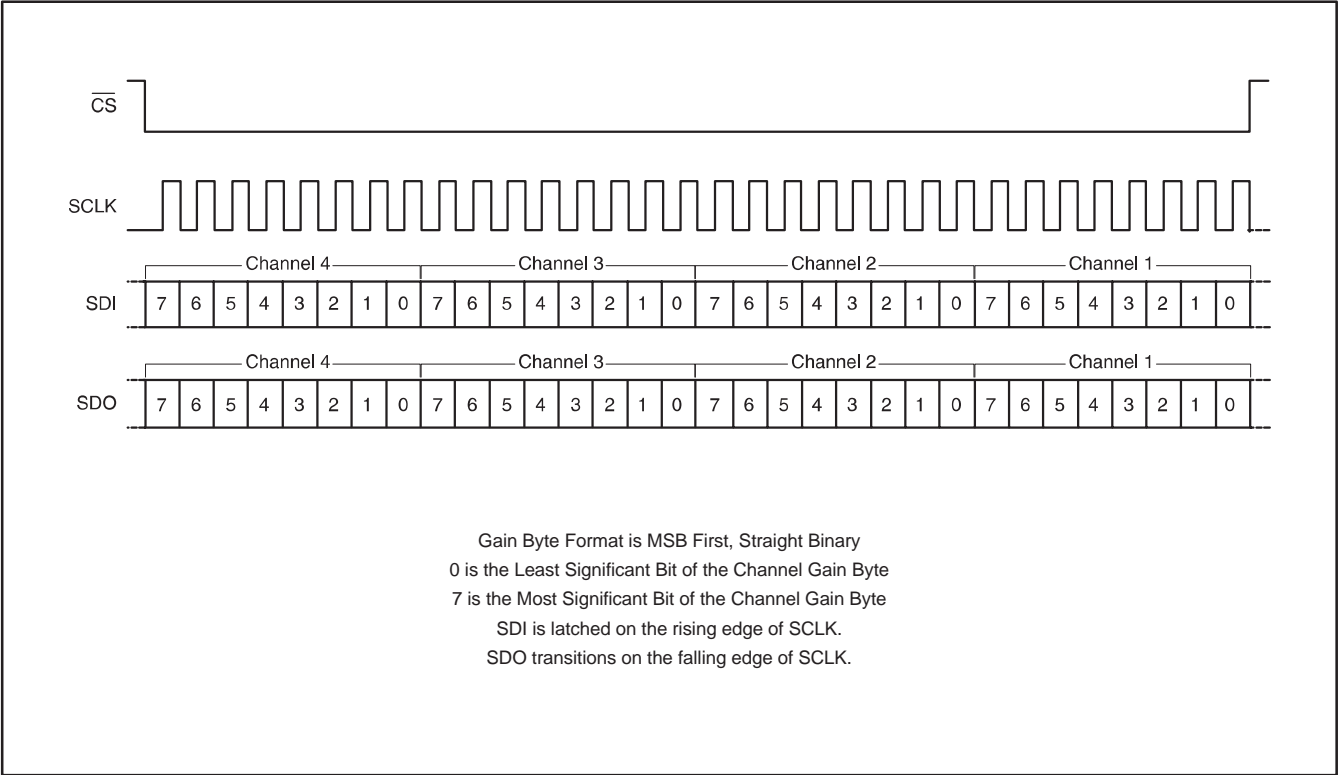 CS
SCLK
Channel 4 Channel 3 Channel 2 Channel 1
SDI 7 6 5 4 3 2 1 0 7 6 5 4 3 2 1 0 7 6 5 4 3 2 1 0 7 6 5 4 3 2 1 0
Channel 4 Channel 3 Channel 2 Channel 1
SDO 7 6 5 4 3 2 1 0 7 6 5 4 3 2 1 0 7 6 5 4 3 2 1 0 7 6 5 4 3 2 1 0
Gain Byte Format is MSB First, Straight Binary
0 is the Least Significant Bit of the Channel Gain Byte
7 is the Most Significant Bit of the Channel Gain Byte
SDI is latched on the rising edge of SCLK.
SDO transitions on the falling edge of SCLK.